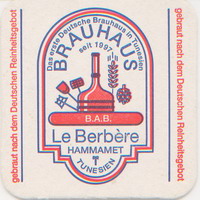 Das erste Deutsche Brauhaus in Tunesien
BRAUHAUS
seit 1997
B.A.B.
Le Berbère
HAMMAMET
TUNESIEN
gebraut nach dem Deutschen Reinheitsgebot
gebraut nach dem Deutschen Reinheitsgebot